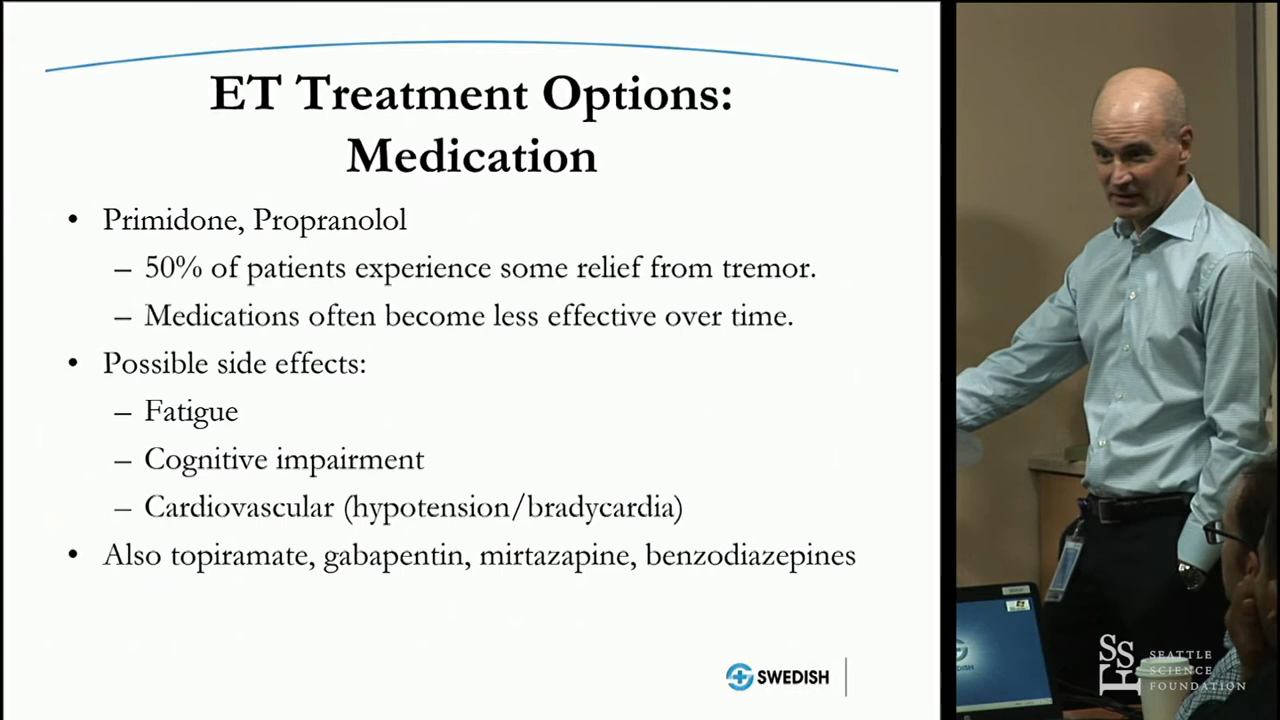 ET Treatment Options:
Medication
• Primidone, Propranolol
– 50% of patients experience some relief from tremor.
– Medications often become less effective over time.
• Possible side effects:
– Fatigue
– Cognitive impairment
– Cardiovascular (hypotension/bradycardia)
• Also topiramate, gabapentin, mirtazapine, benzodiazepines
SWEDISH
SSF
SEATTLE
SCIENCE
FOUNDATION